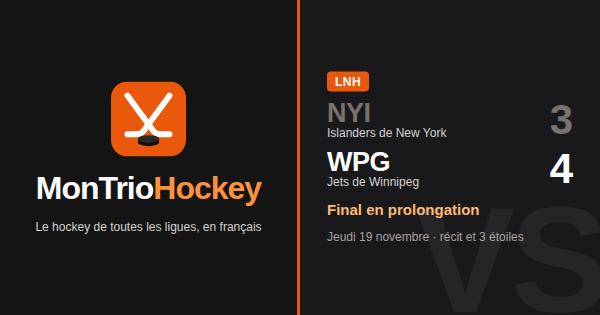 MonTrioHockey
Le hockey de toutes les ligues, en français
LNH
NYI 3
Islanders de New York
WPG 4
Jets de Winnipeg
Final en prolongation
Jeudi 19 novembre · récit et 3 étoiles
VS